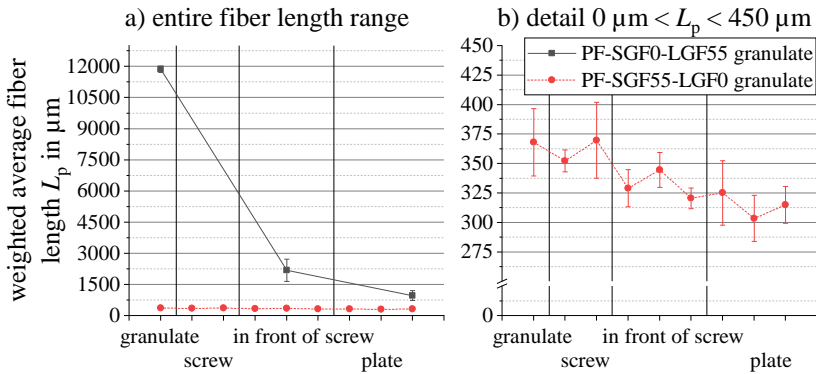 a) entire fiber length range
b) detail 0 µm < Lp < 450 µm
weighted average fiber
length Lp in µm
12000
10500
9000
7500
6000
4500
3000
1500
0
granulate
screw
in front of screw
plate
450
425
400
375
350
325
300
275
0
PF-SGF0-LGF55 granulate
PF-SGF55-LGF0 granulate
granulate
screw
in front of screw
plate